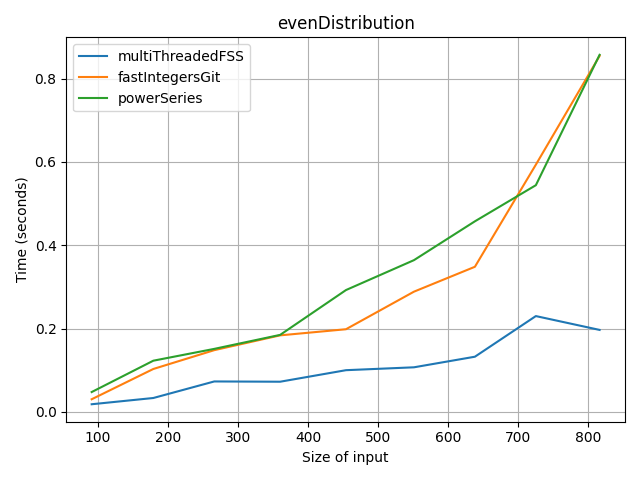 evenDistribution
multiThreadedFSS
fastIntegersGit
powerSeries
Time (seconds)
0.8
0.6
0.4
0.2
0.0
100 200 300 400 500 600 700 800
Size of input